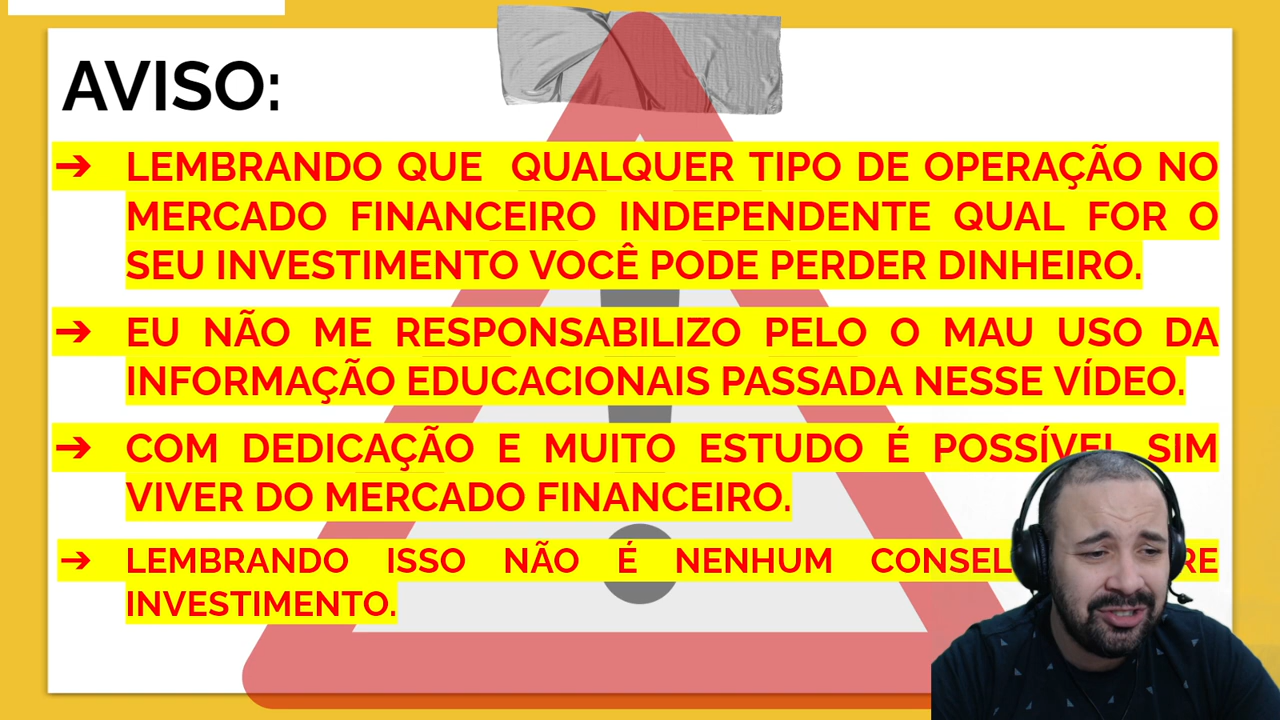 AVISO:
➔ LEMBRANDO QUE QUALQUER TIPO DE OPERAÇÃO NO
MERCADO FINANCEIRO INDEPENDENTE QUAL FOR O
SEU INVESTIMENTO VOCÊ PODE PERDER DINHEIRO.
➔ EU NÃO ME RESPONSABILIZO PELO O MAU USO DA
INFORMAÇÃO EDUCACIONAIS PASSADA NESSE VÍDEO.
➔ COM DEDICAÇÃO E MUITO ESTUDO É POSSÍVEL SIM
VIVER DO MERCADO FINANCEIRO.
➔ LEMBRANDO ISSO NÃO É NENHUM
INVESTIMENTO.